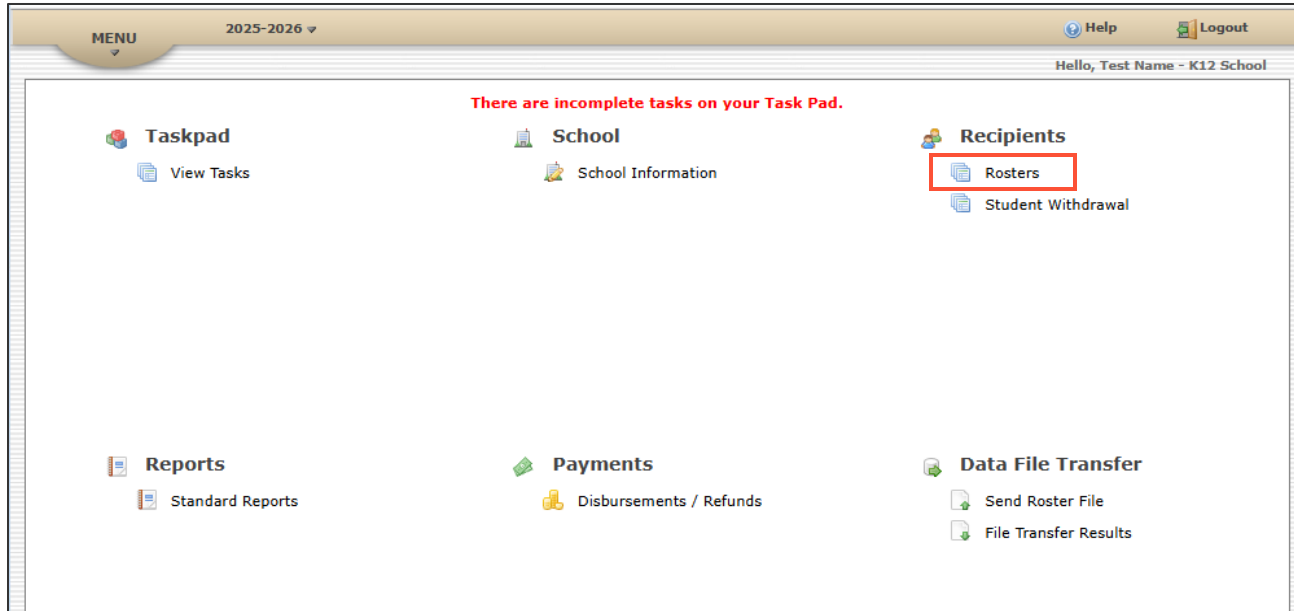 MENU
2025-2026
Help
Logout
Hello, Test Name - K12 School
There are incomplete tasks on your Task Pad.
Taskpad
View Tasks
School
School Information
Recipients
Rosters
Student Withdrawal
Reports
Standard Reports
Payments
Disbursements / Refunds
Data File Transfer
Send Roster File
File Transfer Results